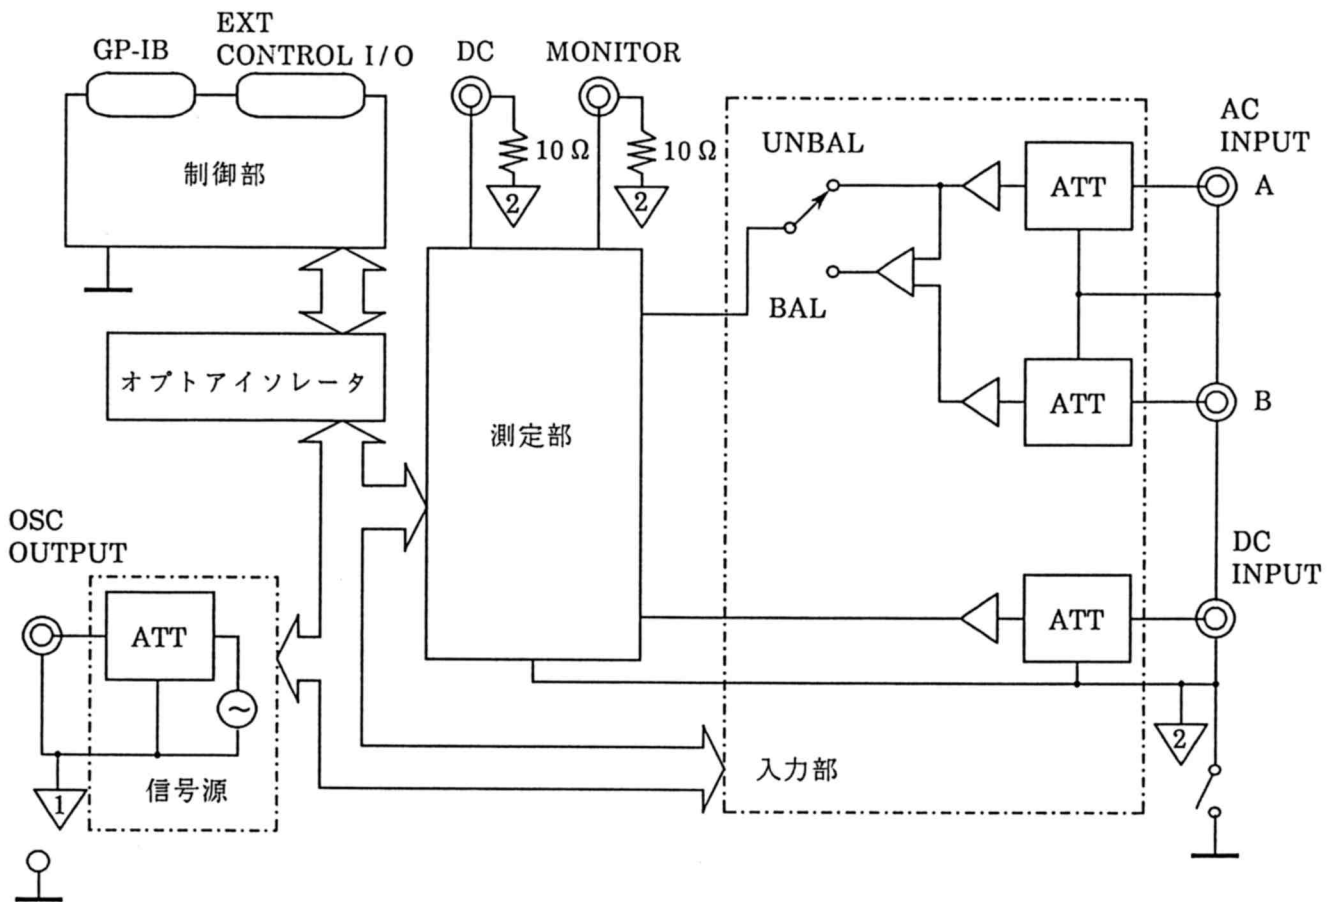 GP-IB
EXT
CONTROL I/O
DC
MONITOR
制御部
10Ω
2
10Ω
2
UNBAL
BAL
ATT
AC
INPUT
A
オプトアイソレータ
測定部
ATT
B
OSC
OUTPUT
ATT
~
1
信号源
DC
INPUT
ATT
2
入力部